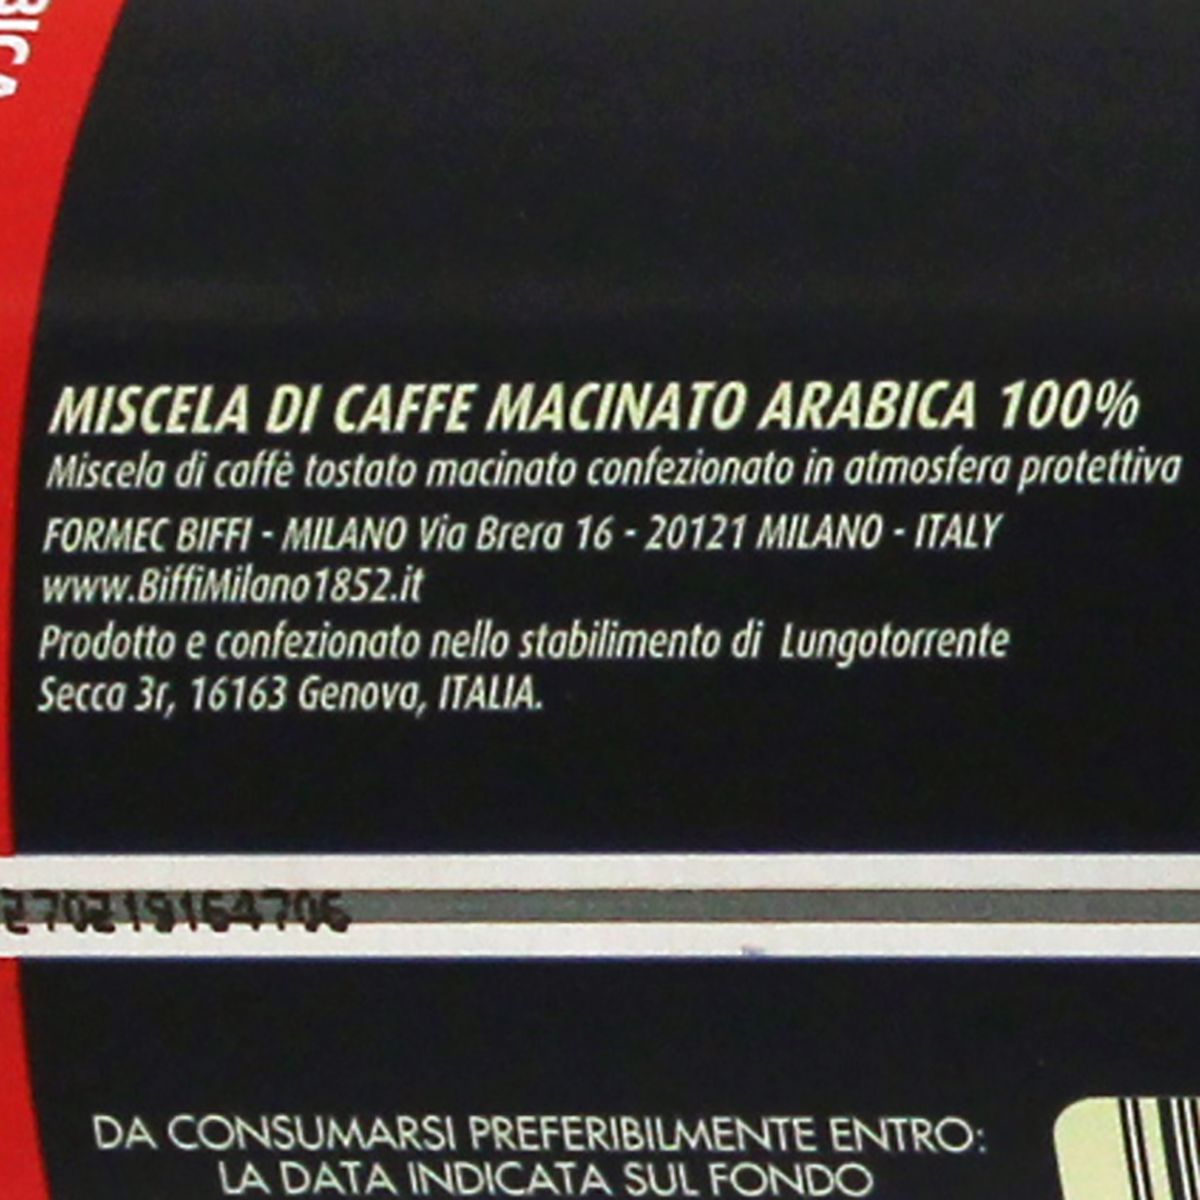 BICA
MISCELA DI CAFFE MACINATO ARABICA 100%
Miscela di caffè tostato macinato confezionato in atmosfera protettiva
FORMEC BIFFI - MILANO Via Brera 16 - 20121 MILANO - ITALY
www.BiffiMilano1852.it
Prodotto e confezionato nello stabilimento di Lungotorrente
Secca 3r, 16163 Genova, ITALIA.
DA CONSUMARSI PREFERIBILMENTE ENTRO:
LA DATA INDICATA SUL FONDO